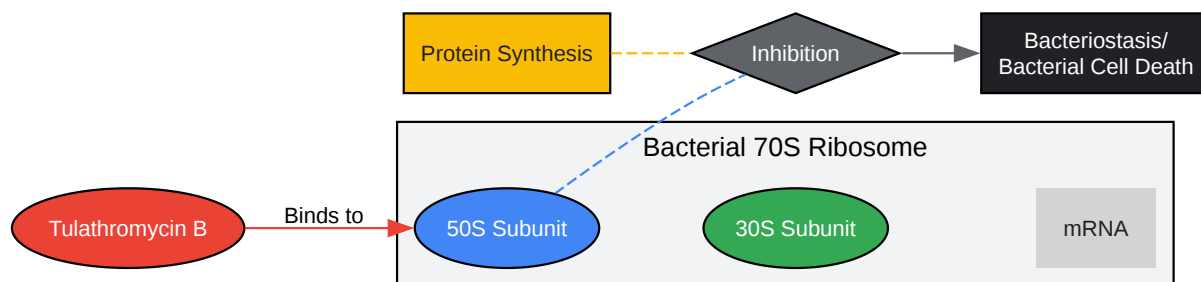 Protein Synthesis
Inhibition
Bacteriostasis/
Bacterial Cell Death
Bacterial 70S Ribosome
Tulathromycin B
Binds to
50S Subunit
30S Subunit
mRNA